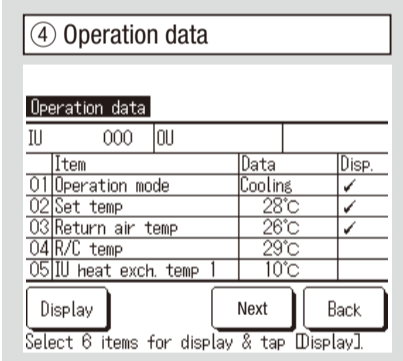 ④ Operation data
Operation data
IU 000 OU
Item Data Disp.
01 Operation mode Cooling ✓
02 Set temp 28°C ✓
03 Return air temp 26°C ✓
04 R/C temp 29°C
05 IU heat exch. temp 1 10°C
Display Next Back
Select 6 items for display & tap [Display].